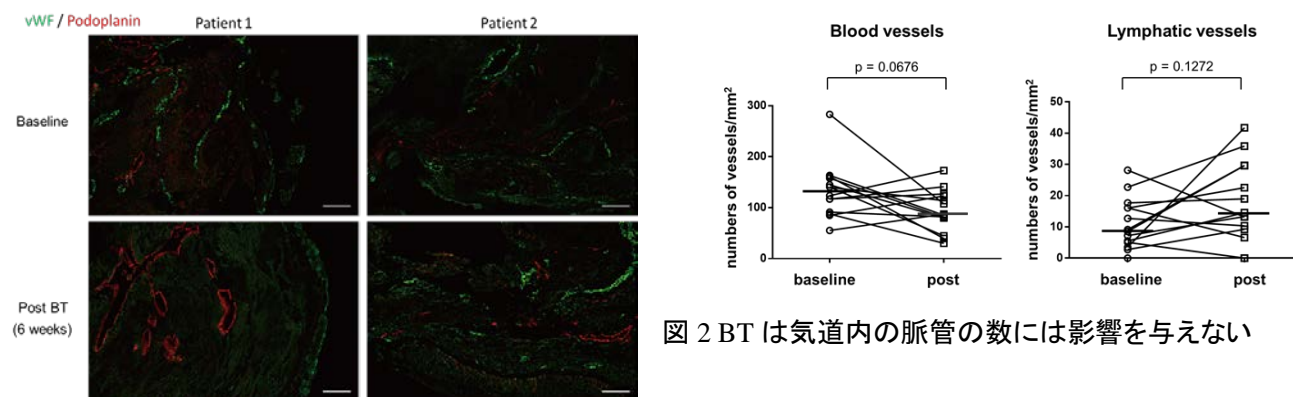 vWF / Podoplanin
Patient 1
Patient 2
Baseline
Post BT
(6 weeks)
Blood vessels
p = 0.0676
numbers of vessels/mm²
300
200
100
0
baseline
post
Lymphatic vessels
p = 0.1272
numbers of vessels/mm²
50
40
30
20
10
0
baseline
post
図 2 BT は気道内の脈管の数には影響を与えない